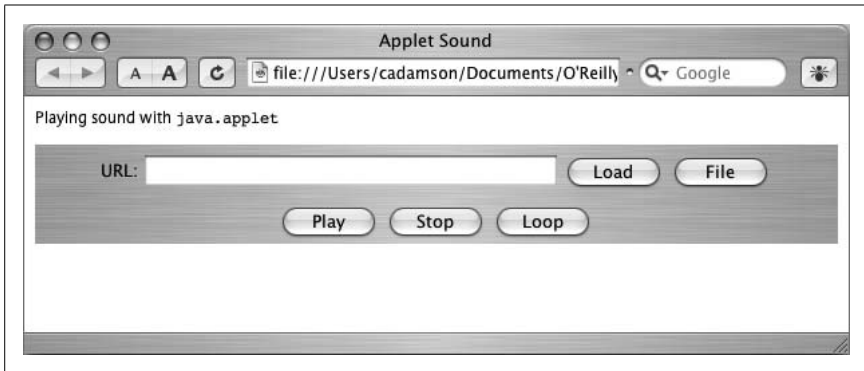 Applet Sound
A A file:///Users/cadamson/Documents/O'Reilly Google
Playing sound with java.applet
URL: Load File
Play Stop Loop